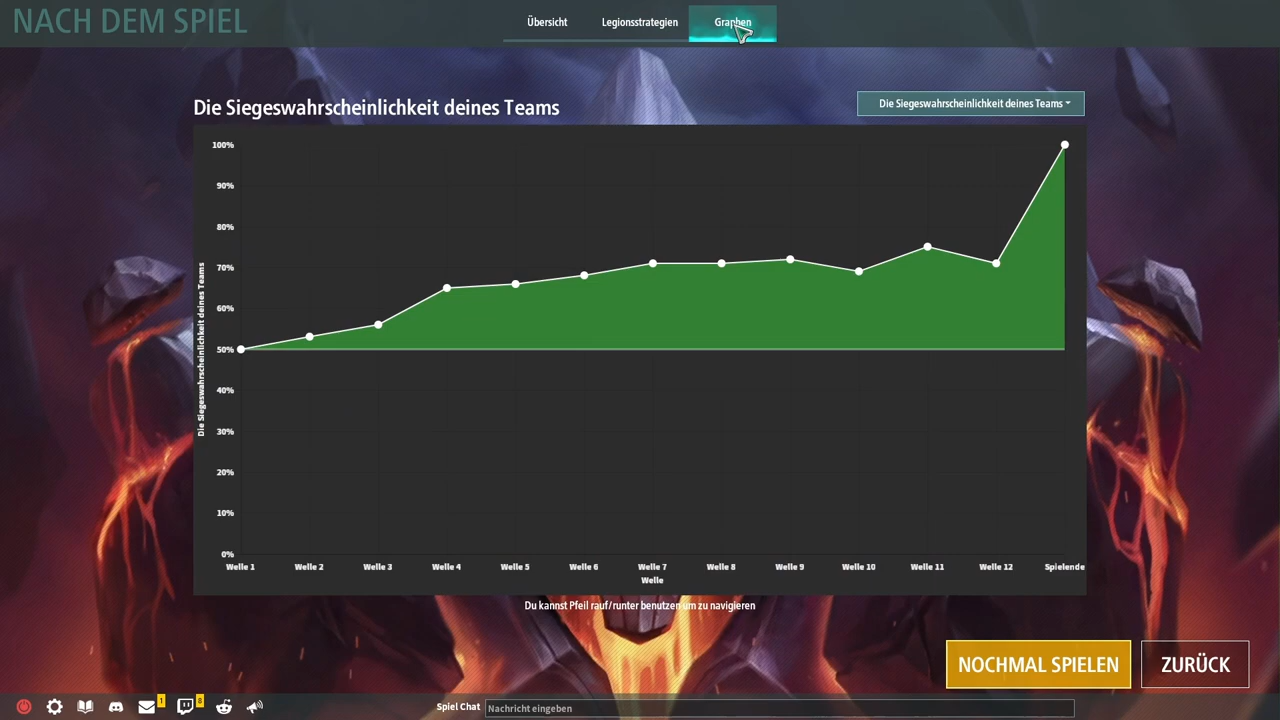 NACH DEM SPIEL
Übersicht
Legionsstrategien
Graphen
Die Siegeswahrscheinlichkeit deines Teams
Die Siegeswahrscheinlichkeit deines Teams
100%
90%
80%
70%
60%
50%
40%
30%
20%
10%
0%
Die Siegeswahrscheinlichkeit deines Teams
Welle 1 Welle 2 Welle 3 Welle 4 Welle 5 Welle 6 Welle 7 Welle 8 Welle 9 Welle 10 Welle 11 Welle 12 Spielende
Welle
Du kannst Pfeil rauf/runter benutzen um zu navigieren
NOCHMAL SPIELEN
ZURÜCK
1
8
Spiel Chat
Nachricht eingeben